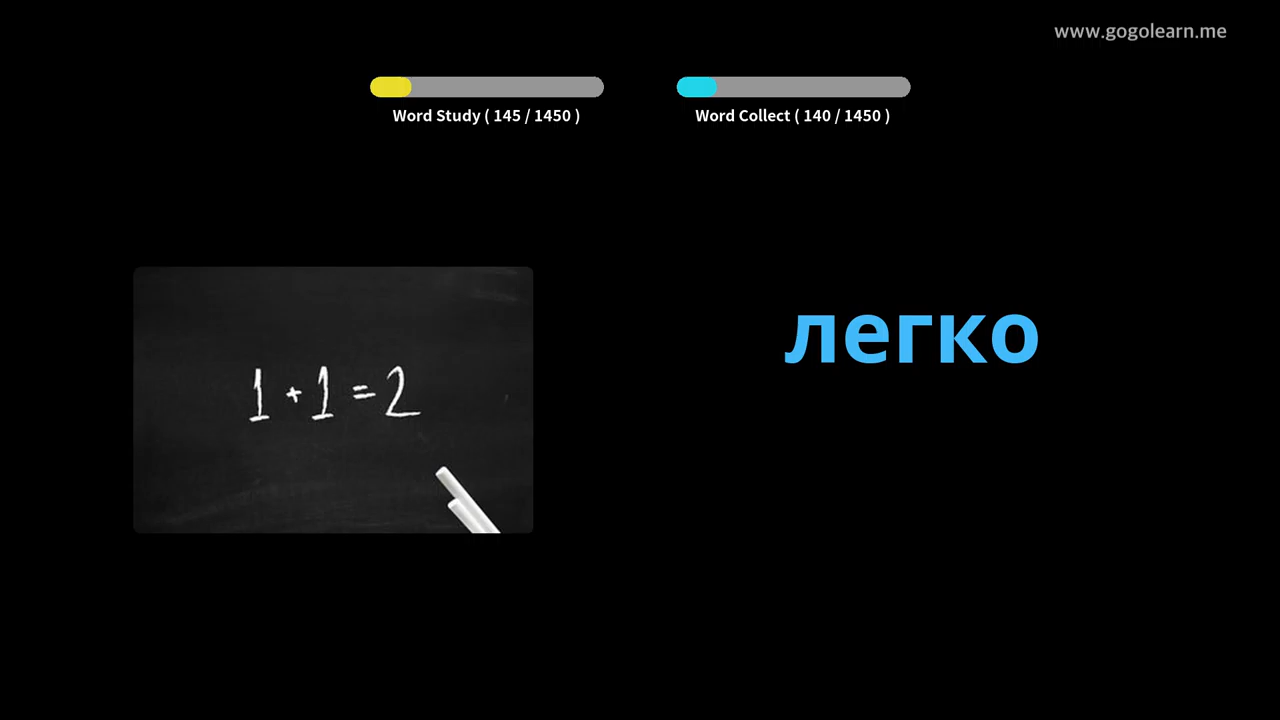 www.gogolearn.me
Word Study ( 145 / 1450 )
Word Collect ( 140 / 1450 )
легко
1 + 1 = 2